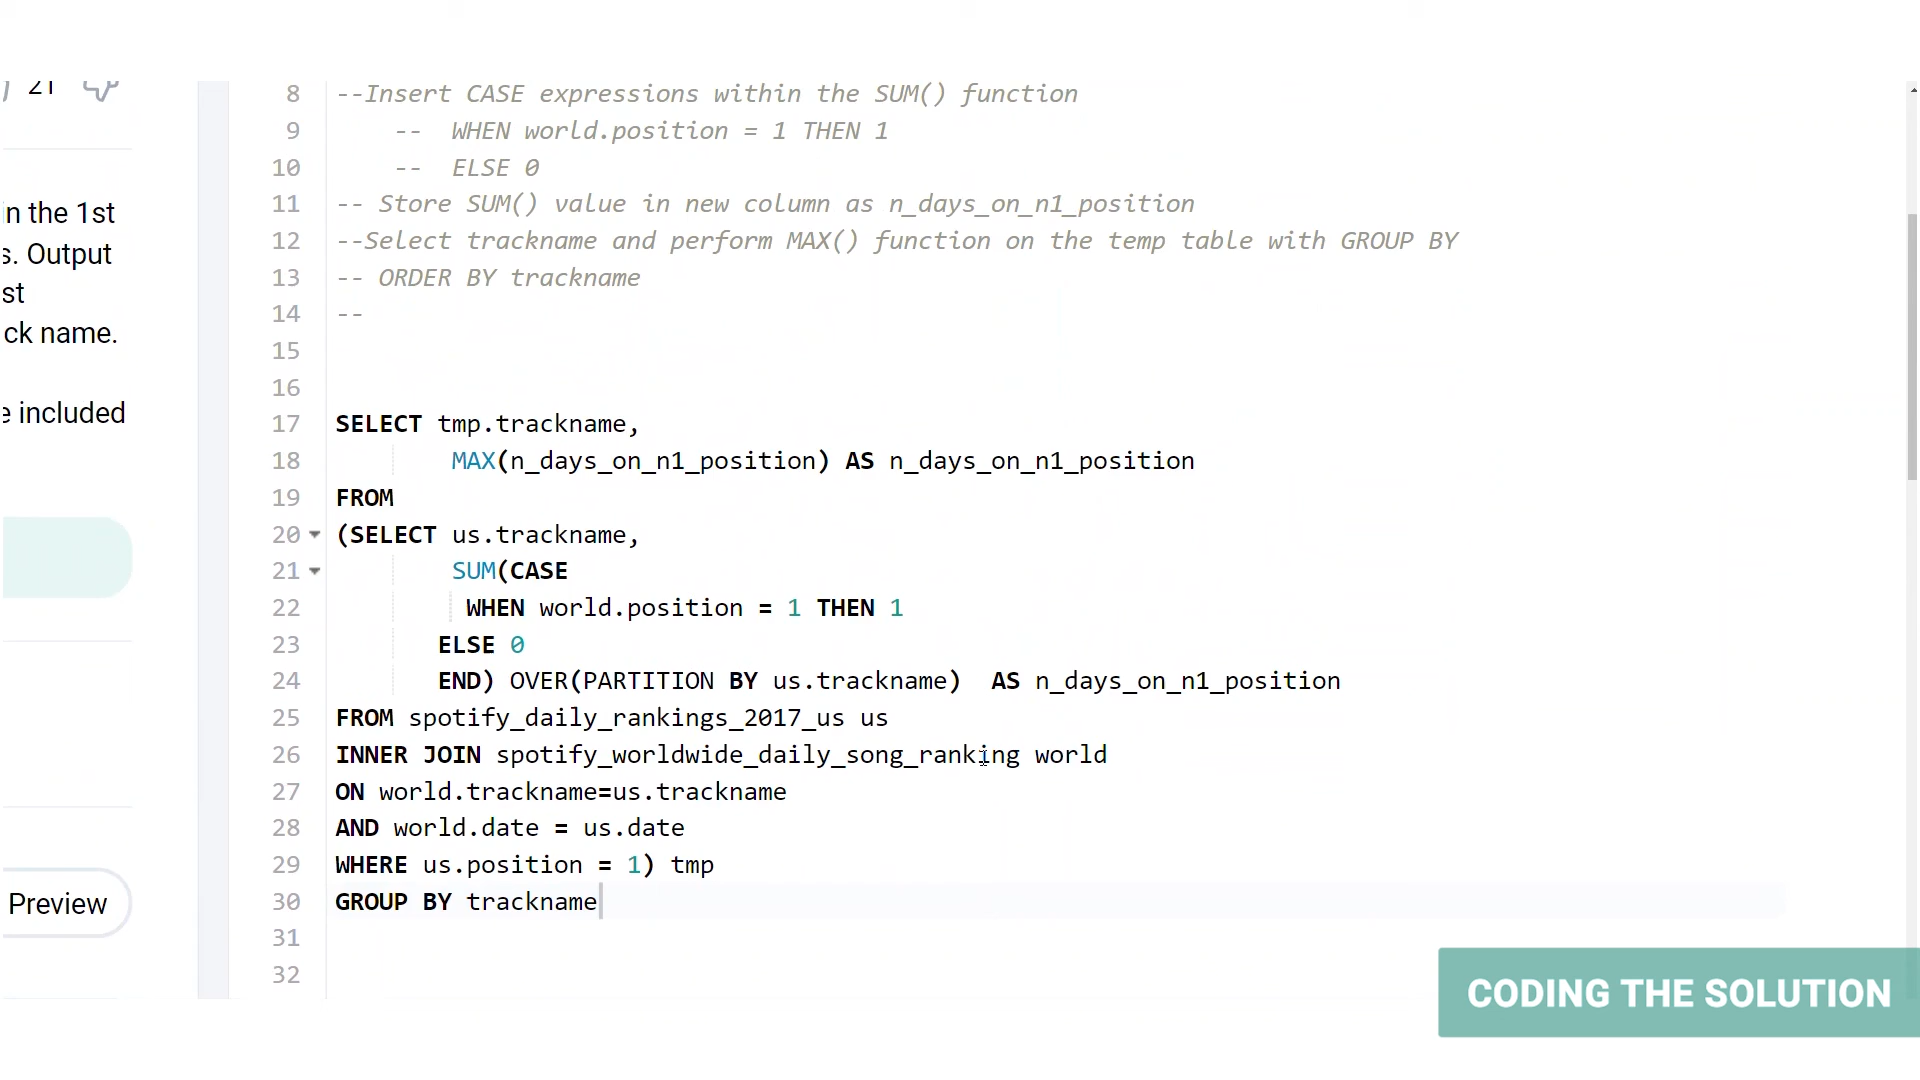 21
in the 1st
s. Output
st
ck name.
e included
Preview
8 --Insert CASE expressions within the SUM() function
9 -- WHEN world.position = 1 THEN 1
10 -- ELSE 0
11 -- Store SUM() value in new column as n_days_on_n1_position
12 --Select trackname and perform MAX() function on the temp table with GROUP BY
13 -- ORDER BY trackname
14 --
15
16
17 SELECT tmp.trackname,
18 MAX(n_days_on_n1_position) AS n_days_on_n1_position
19 FROM
20 (SELECT us.trackname,
21 SUM(CASE
22 WHEN world.position = 1 THEN 1
23 ELSE 0
24 END) OVER(PARTITION BY us.trackname) AS n_days_on_n1_position
25 FROM spotify_daily_rankings_2017_us us
26 INNER JOIN spotify_worldwide_daily_song_ranking world
27 ON world.trackname=us.trackname
28 AND world.date = us.date
29 WHERE us.position = 1) tmp
30 GROUP BY trackname
31
32
CODING THE SOLUTION